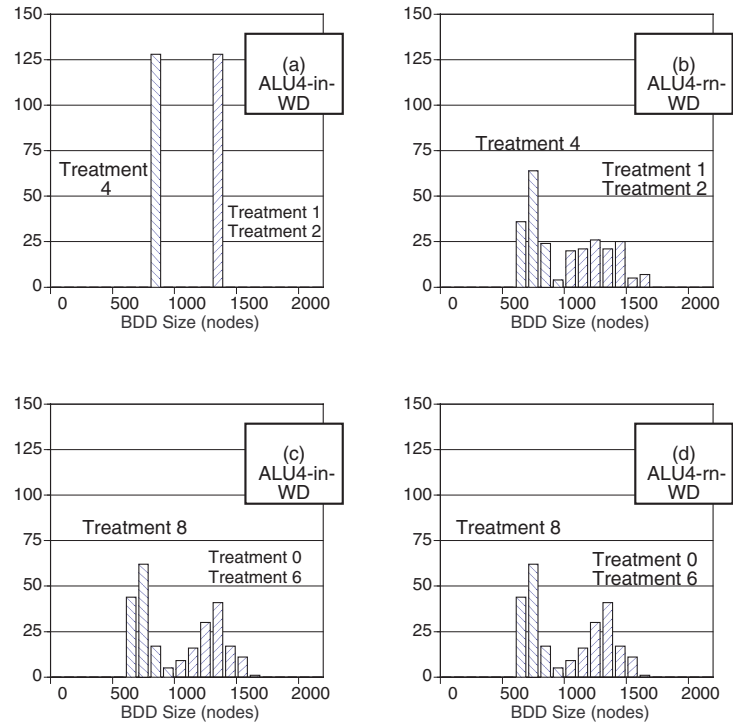 150
125
100
75
50
25
0
(a)
ALU4-in-
WD
Treatment
4
Treatment 1
Treatment 2
0 500 1000 1500 2000
BDD Size (nodes)
150
125
100
75
50
25
0
(b)
ALU4-rn-
WD
Treatment 4
Treatment 1
Treatment 2
0 500 1000 1500 2000
BDD Size (nodes)
150
125
100
75
50
25
0
(c)
ALU4-in-
WD
Treatment 8
Treatment 0
Treatment 6
0 500 1000 1500 2000
BDD Size (nodes)
150
125
100
75
50
25
0
(d)
ALU4-rn-
WD
Treatment 8
Treatment 0
Treatment 6
0 500 1000 1500 2000
BDD Size (nodes)